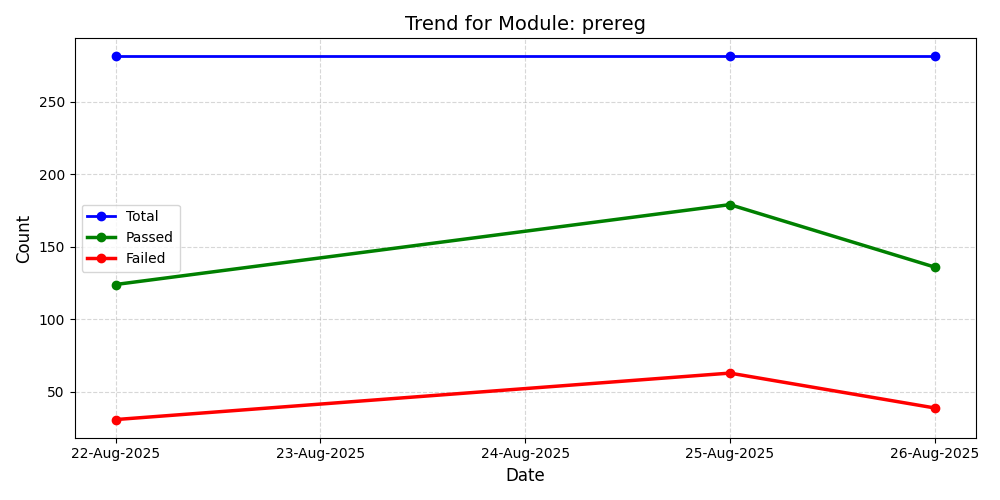 Trend for Module: prereg
Count
250
200
150
100
50
Total
Passed
Failed
22-Aug-2025
23-Aug-2025
24-Aug-2025
25-Aug-2025
26-Aug-2025
Date